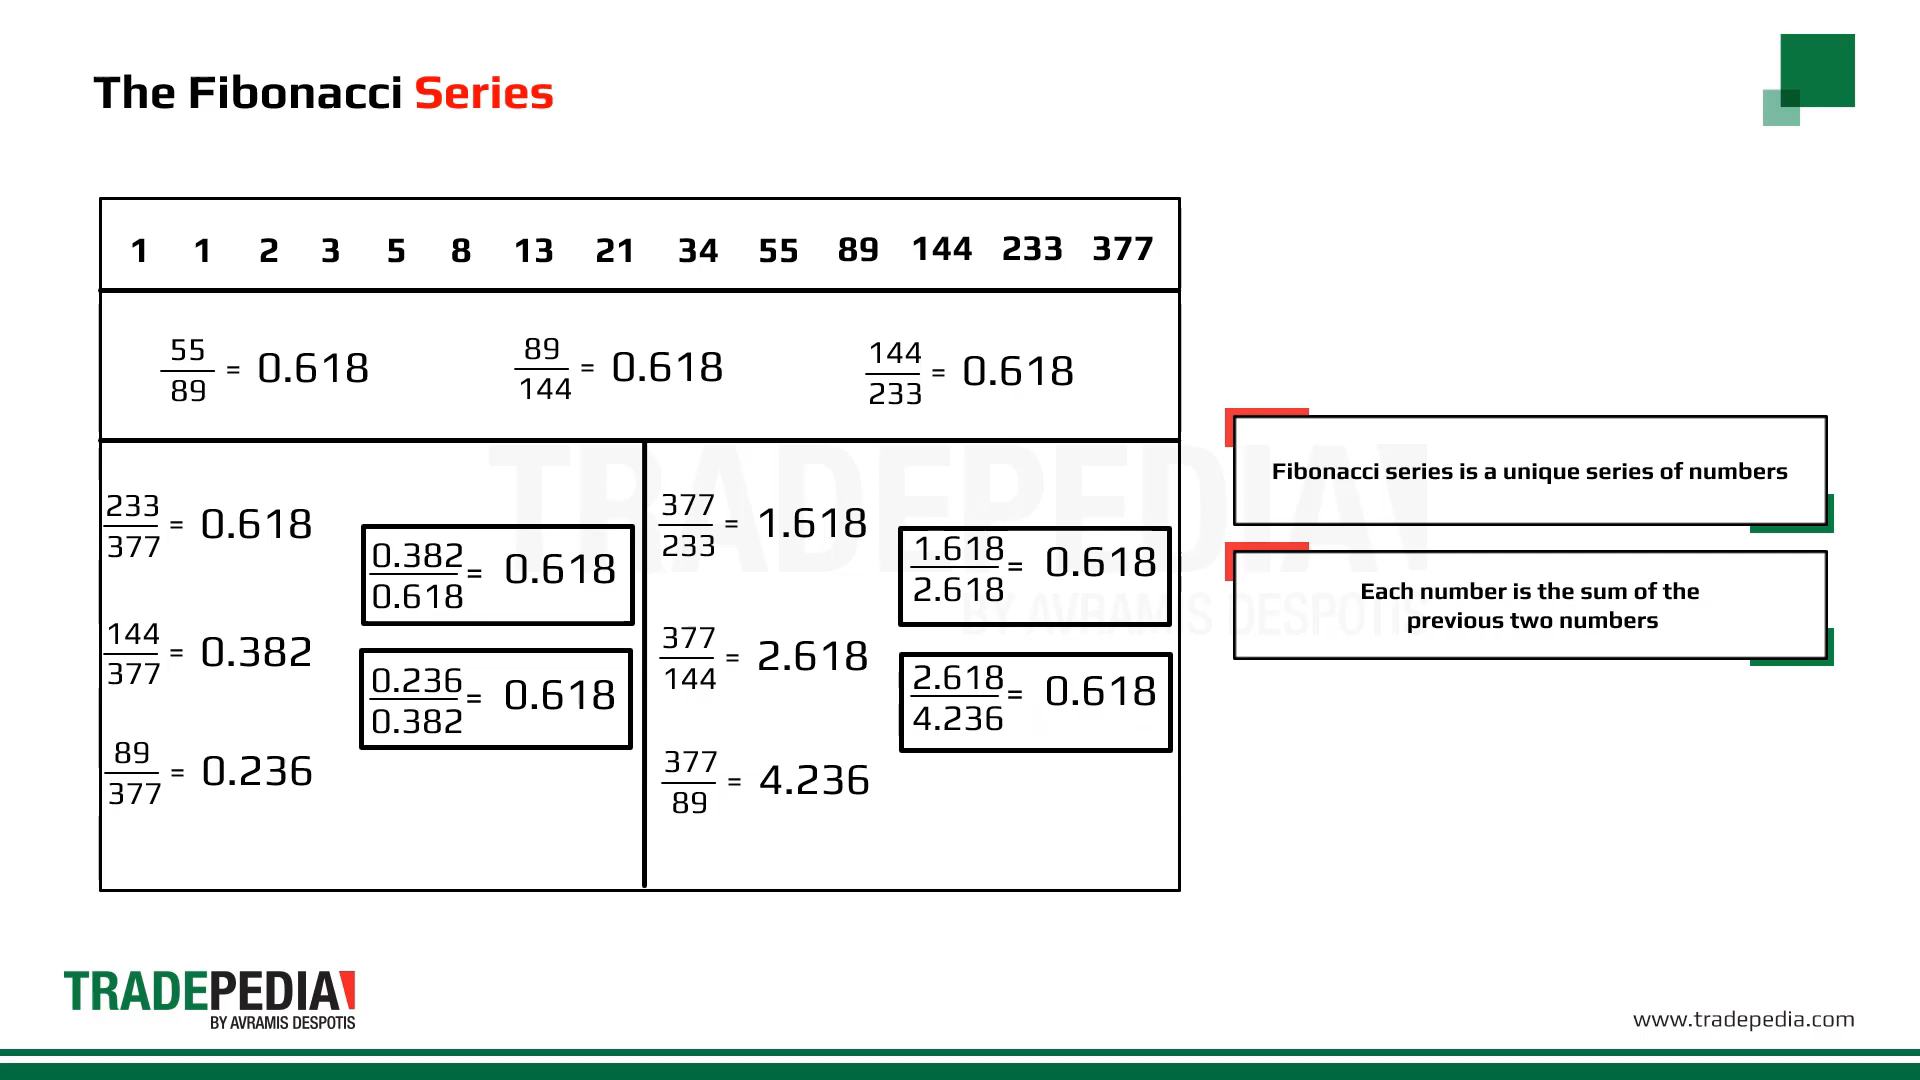 The Fibonacci Series
1 1 2 3 5 8 13 21 34 55 89 144 233 377
55/89 = 0.618
89/144 = 0.618
144/233 = 0.618
233/377 = 0.618
0.382/0.618 = 0.618
144/377 = 0.382
0.236/0.382 = 0.618
89/377 = 0.236
377/233 = 1.618
1.618/2.618 = 0.618
377/144 = 2.618
2.618/4.236 = 0.618
377/89 = 4.236
Fibonacci series is a unique series of numbers
Each number is the sum of the
previous two numbers
TRADEPEDIA
BY AVRAMIS DESPOTIS
TRADEPEDIA
BY AVRAMIS DESPOTIS
www.tradepedia.com